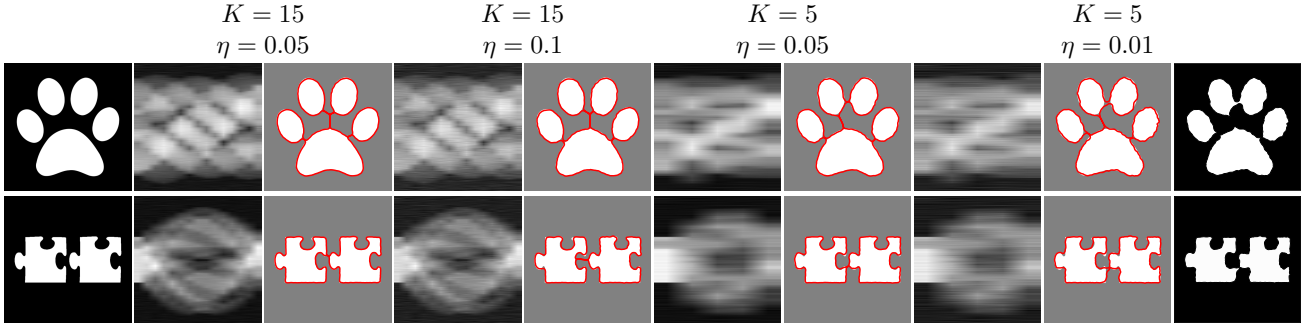 K = 15 K = 15 K = 5 K = 5
η = 0.05 η = 0.1 η = 0.05 η = 0.01